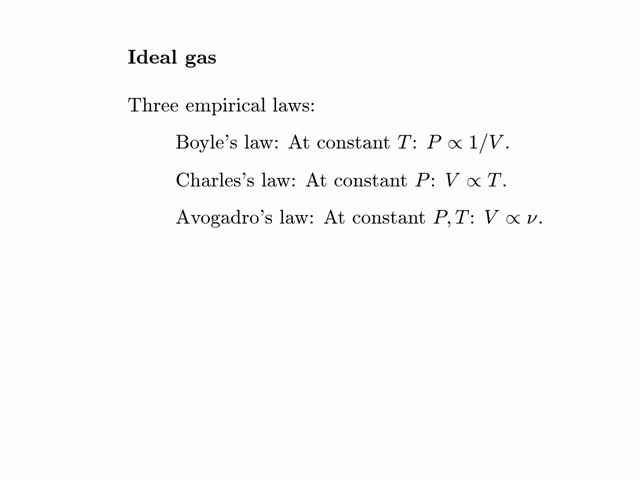 Ideal gas
Three empirical laws:
Boyle's law: At constant T: P ∝ 1/V.
Charles's law: At constant P: V ∝ T.
Avogadro's law: At constant P, T: V ∝ ν.